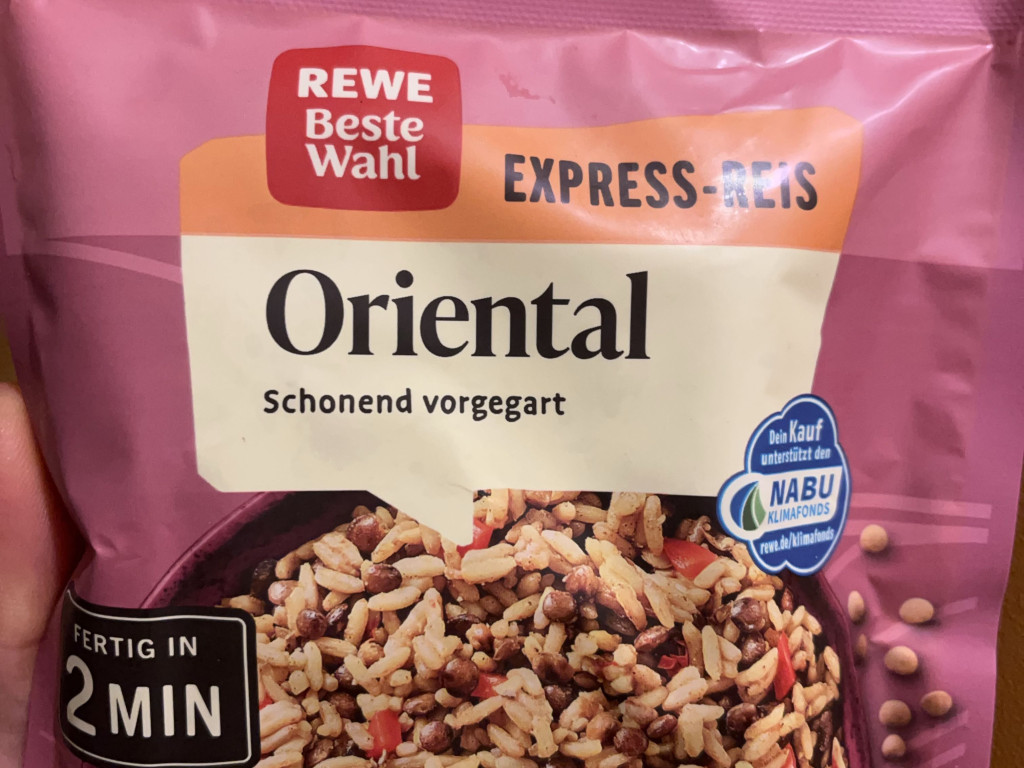 REWE
Beste
Wahl
EXPRESS-REIS
Oriental
Schonend vorgegart
Dein Kauf
unterstützt den
NABU
KLIMAFONDS
rewe.de/klimafonds
FERTIG IN
2 MIN